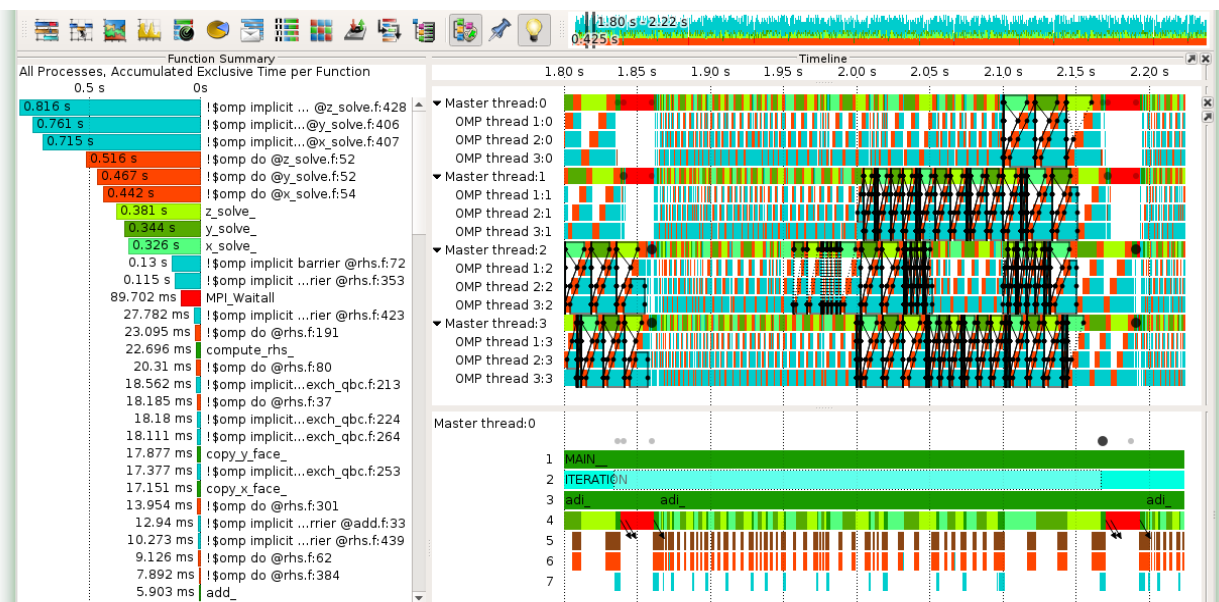 1.80 s - 2.22 s
0.425 s
Function Summary
All Processes, Accumulated Exclusive Time per Function
0.5 s 0s
0.816 s !$omp implicit ... @z_solve.f:428
0.761 s !$omp implicit...@y_solve.f:406
0.715 s !$omp implicit...@x_solve.f:407
0.516 s !$omp do @z_solve.f:52
0.467 s !$omp do @y_solve.f:52
0.442 s !$omp do @x_solve.f:54
0.381 s z_solve_
0.344 s y_solve_
0.326 s x_solve_
0.13 s !$omp implicit barrier @rhs.f:72
0.115 s !$omp implicit ...rier @rhs.f:353
89.702 ms MPI_Waitall
27.782 ms !$omp implicit ...rier @rhs.f:423
23.095 ms !$omp do @rhs.f:191
22.696 ms compute_rhs_
20.31 ms !$omp do @rhs.f:80
18.562 ms !$omp implicit...exch_qbc.f:213
18.185 ms !$omp do @rhs.f:37
18.18 ms !$omp implicit...exch_qbc.f:224
18.111 ms !$omp implicit...exch_qbc.f:264
17.877 ms copy_y_face_
17.377 ms !$omp implicit...exch_qbc.f:253
17.151 ms copy_x_face_
13.954 ms !$omp do @rhs.f:301
12.94 ms !$omp implicit ...rrier @add.f:33
10.273 ms !$omp implicit ...rier @rhs.f:439
9.126 ms !$omp do @rhs.f:62
7.892 ms !$omp do @rhs.f:384
5.903 ms add_
Timeline
1.80 s 1.85 s 1.90 s 1.95 s 2.00 s 2.05 s 2.10 s 2.15 s 2.20 s
Master thread:0
OMP thread 1:0
OMP thread 2:0
OMP thread 3:0
Master thread:1
OMP thread 1:1
OMP thread 2:1
OMP thread 3:1
Master thread:2
OMP thread 1:2
OMP thread 2:2
OMP thread 3:2
Master thread:3
OMP thread 1:3
OMP thread 2:3
OMP thread 3:3
Master thread:0
1 MAIN__
2 ITERATION
3 adi_ adi_ adi_
4
5
6
7